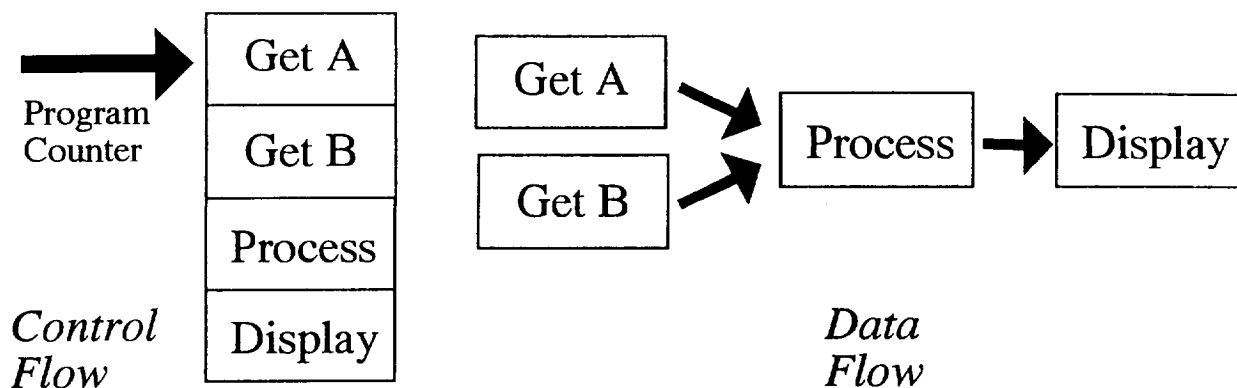 Program
Counter
Get A
Get B
Process
Display
Control
Flow
Get A
Get B
Process
Display
Data
Flow